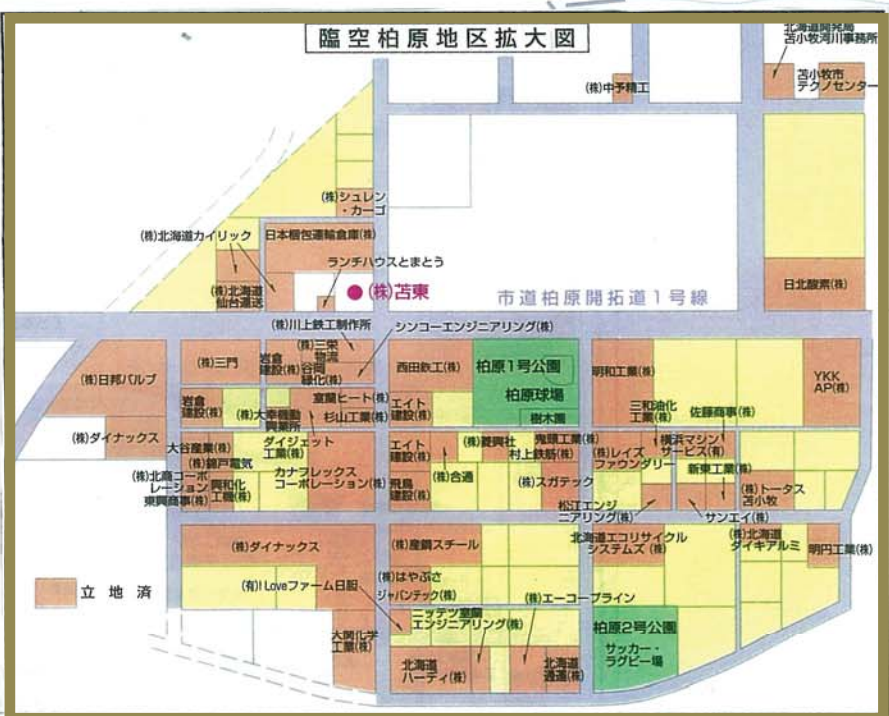 臨空柏原地区拡大図
北海道開発局
苫小牧河川事務所
(株)中予精工
苫小牧市
テクノセンター
(株)シュレン
・カーゴ
(株)北海道カイリック
日本梱包運輸倉庫(株)
ランチハウスとまとう
(株)北海道
仙台運送
●(株)苫東
市道柏原開拓道1号線
日北酸素(株)
(株)川上鉄工制作所
シンコーエンジニアリング(株)
(株)日邦バルブ
(株)三門
岩倉
建設(株)
(株)三栄
物流
谷岡
緑化(株)
西田鉄工(株)
柏原1号公園
柏原球場
樹木園
明和工業(株)
YKK
AP(株)
岩倉
建設(株)
(株)大幸機動
興業所
室蘭ヒート(株)
杉山工業(株)
エイト
建設(株)
三和油化
工業(株)
佐藤商事(株)
(株)ダイナックス
大谷産業(株)
(株)錦戸電気
ダイジェット
工業(株)
エイト
建設(株)
(株)菱興社
鬼頭工業(株)
村上鉄筋(株)
(株)レイズ
ファウンダリー
横浜マシン
サービス(有)
(株)北商コーポ
レーション
東興商事(株)
興和化
工機(株)
カナフレックス
コーポレーション(株)
飛鳥
建設(株)
(株)合通
(株)スガテック
新東工業(株)
(株)トータス
苫小牧
松江エンジ
ニアリング(株)
サンエイ(株)
(株)ダイナックス
(株)産鋼スチール
北海道エコリサイクル
システムズ(株)
(株)北海道
ダイキアルミ
明円工業(株)
立地済
(有)I Loveファーム日胆
(株)はやぶさ
ジャパンテック(株)
(株)エーコープライン
ニッテツ室蘭
エンジニアリング(株)
大関化学
工業(株)
北海道
ハーディ(株)
北海道
通運(株)
柏原2号公園
サッカー・
ラグビー場